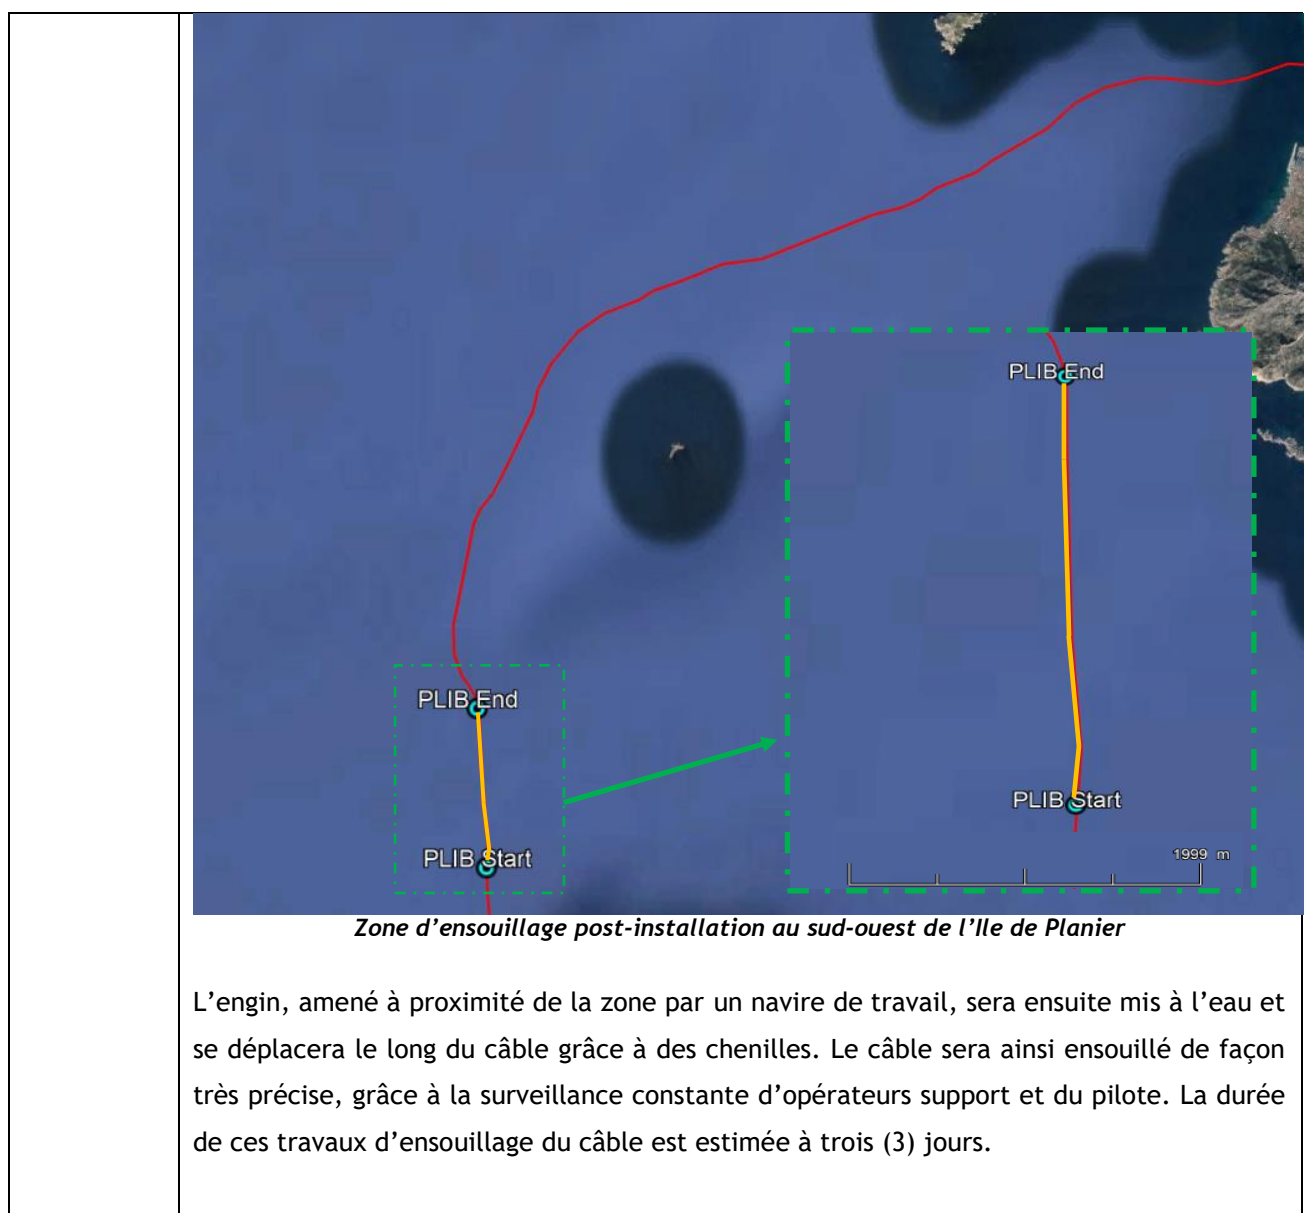 PLIB End
PLIB End
PLIB Start
PLIB Start
1999 m
Zone d’ensouillage post-installation au sud-ouest de l’Ile de Planier
L’engin, amené à proximité de la zone par un navire de travail, sera ensuite mis à l’eau et
se déplacera le long du câble grâce à des chenilles. Le câble sera ainsi ensouillé de façon
très précise, grâce à la surveillance constante d’opérateurs support et du pilote. La durée
de ces travaux d’ensouillage du câble est estimée à trois (3) jours.